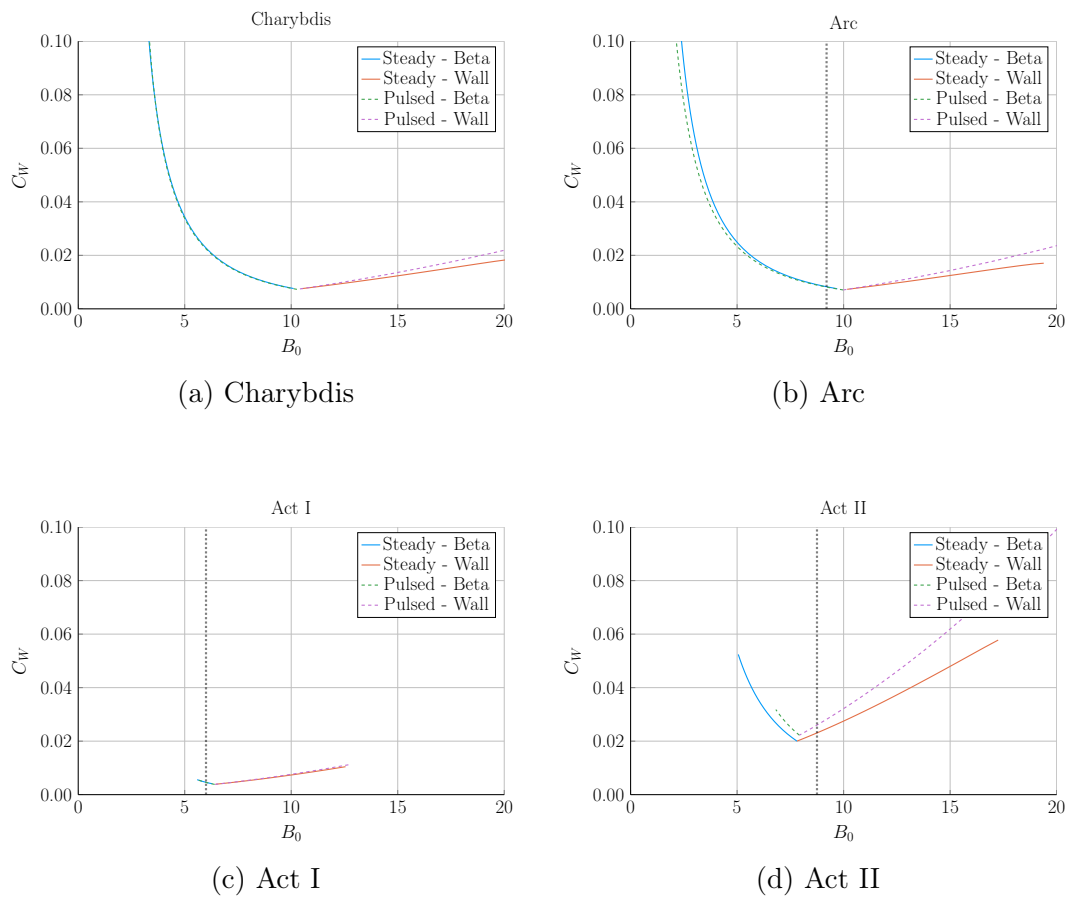 Charybdis
0.10
0.08
0.06
0.04
0.02
0.00
C_W
0
5
10
15
20
B_0
Steady - Beta
Steady - Wall
Pulsed - Beta
Pulsed - Wall
(a) Charybdis
Arc
0.10
0.08
0.06
0.04
0.02
0.00
C_W
0
5
10
15
20
B_0
Steady - Beta
Steady - Wall
Pulsed - Beta
Pulsed - Wall
(b) Arc
Act I
0.10
0.08
0.06
0.04
0.02
0.00
C_W
0
5
10
15
20
B_0
Steady - Beta
Steady - Wall
Pulsed - Beta
Pulsed - Wall
(c) Act I
Act II
0.10
0.08
0.06
0.04
0.02
0.00
C_W
0
5
10
15
20
B_0
Steady - Beta
Steady - Wall
Pulsed - Beta
Pulsed - Wall
(d) Act II